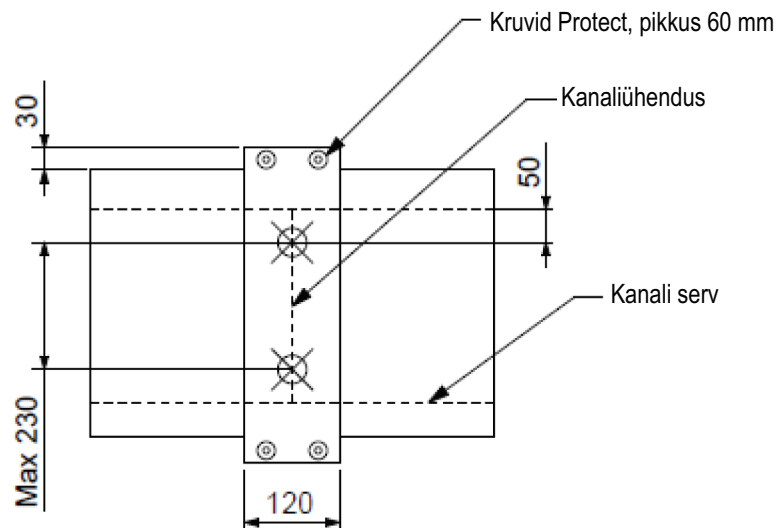 Kruvid Protect, pikkus 60 mm
Kanaliühendus
30
50
Kanali serv
Max 230
120